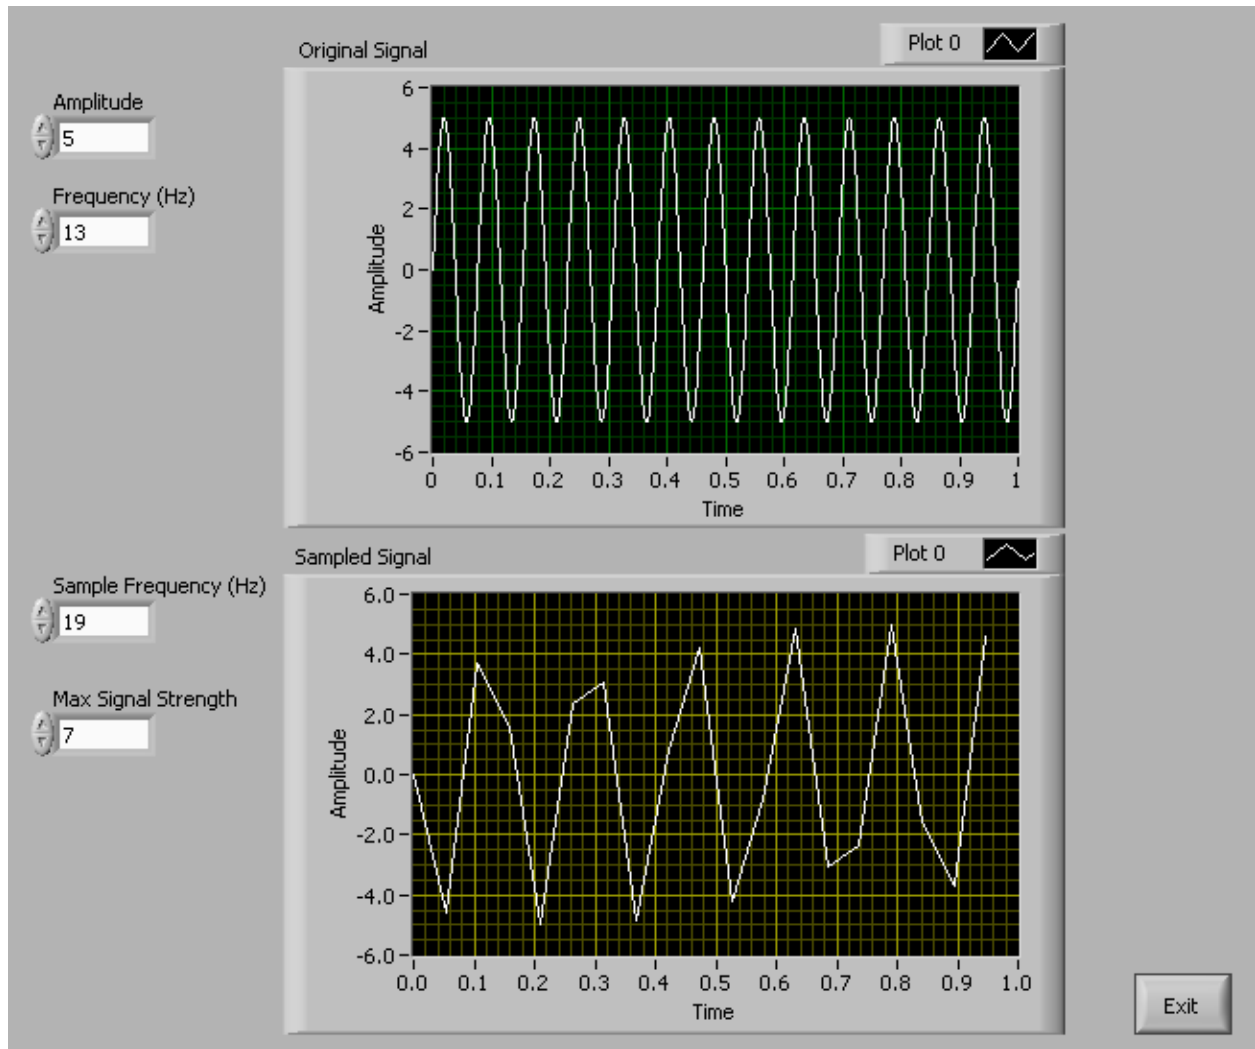 Original Signal
Plot 0
Amplitude
5
Frequency (Hz)
13
Amplitude
6
4
2
0
-2
-4
-6
0 0.1 0.2 0.3 0.4 0.5 0.6 0.7 0.8 0.9 1
Time
Sampled Signal
Plot 0
Sample Frequency (Hz)
19
Max Signal Strength
7
Amplitude
6.0
4.0
2.0
0.0
-2.0
-4.0
-6.0
0.0 0.1 0.2 0.3 0.4 0.5 0.6 0.7 0.8 0.9 1.0
Time
Exit